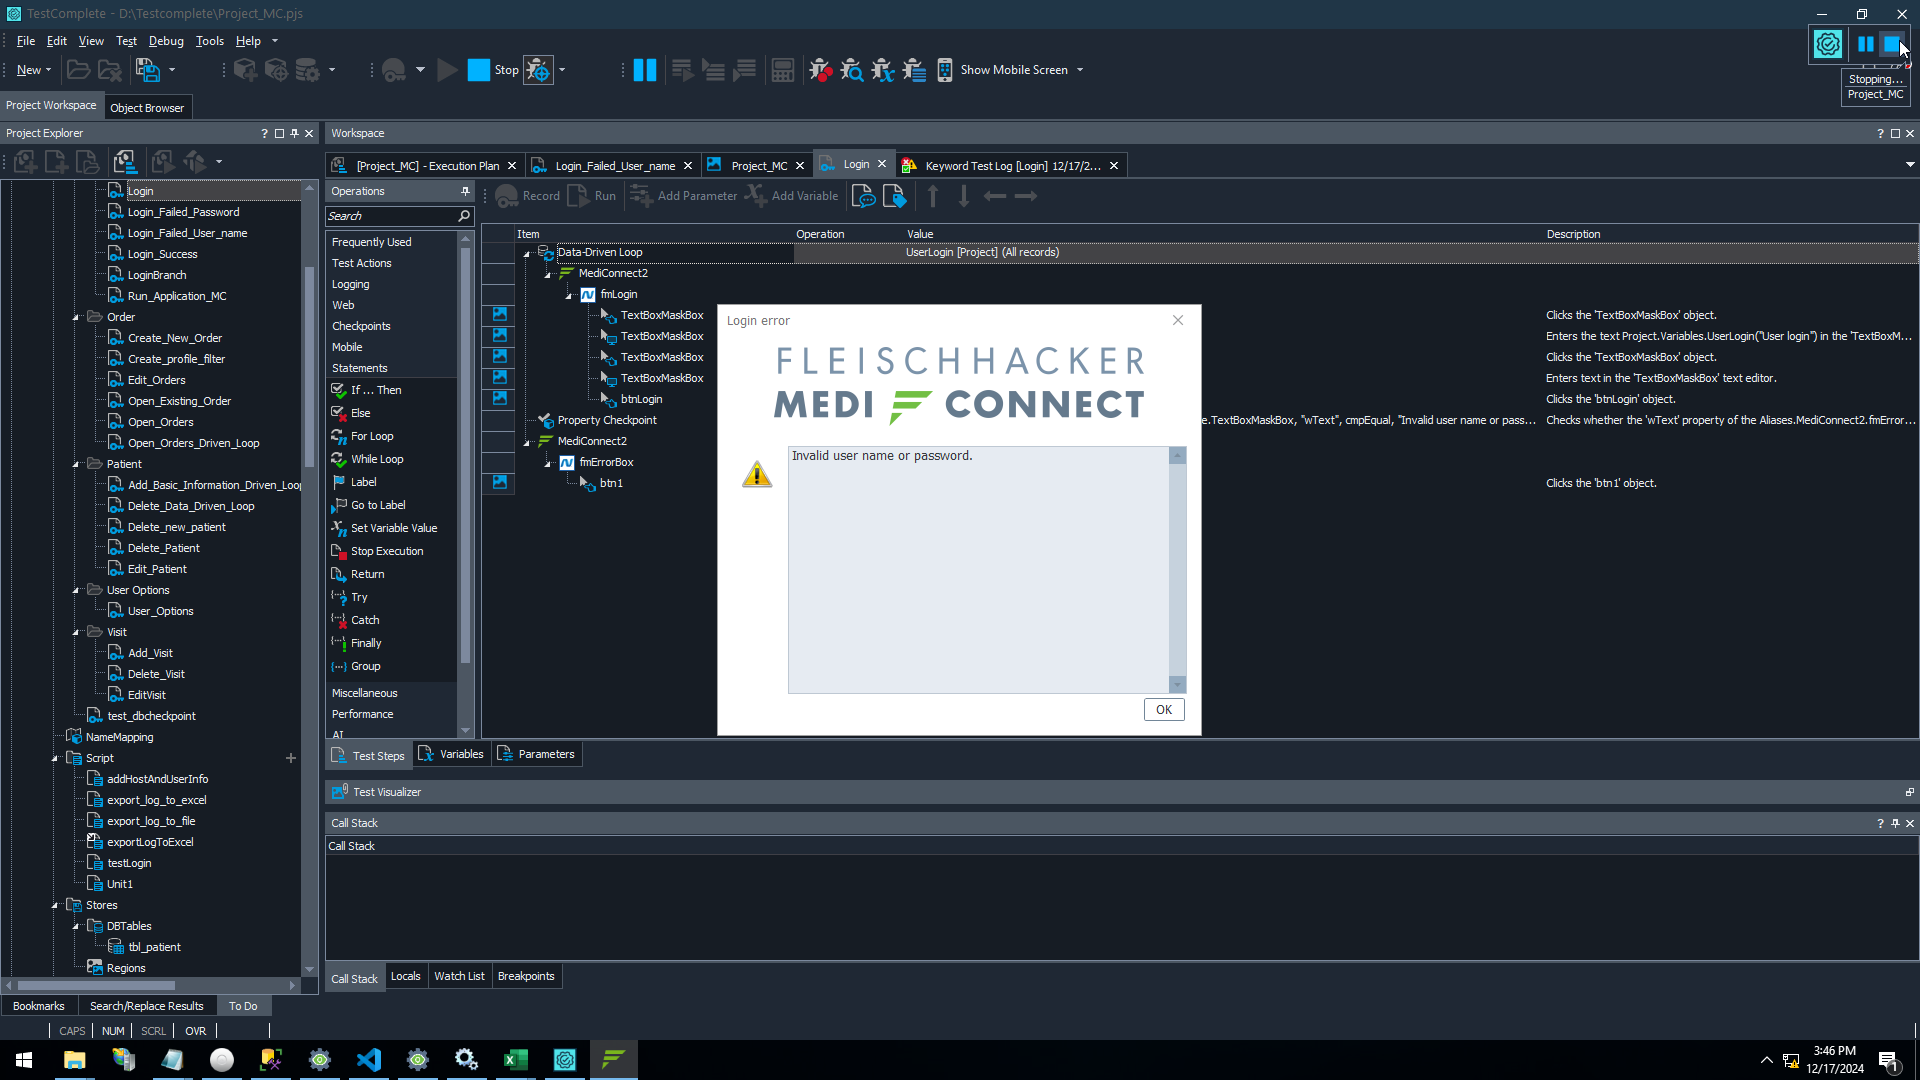 TestComplete - D:\Testcomplete\Project_MC.pjs
File Edit View Test Debug Tools Help
New Stop Show Mobile Screen
Stopping...
Project_MC
Project Workspace Object Browser
Project Explorer
Workspace
[Project_MC] - Execution Plan Login_Failed_User_name Project_MC Login Keyword Test Log [Login] 12/17/2...
Operations
Record Run Add Parameter Add Variable
Search
Frequently Used
Test Actions
Logging
Web
Checkpoints
Mobile
Statements
If ... Then
Else
For Loop
While Loop
Label
Go to Label
Set Variable Value
Stop Execution
Return
Try
Catch
Finally
Group
Miscellaneous
Performance
AI
Login
Login_Failed_Password
Login_Failed_User_name
Login_Success
LoginBranch
Run_Application_MC
Order
Create_New_Order
Create_profile_filter
Edit_Orders
Open_Existing_Order
Open_Orders
Open_Orders_Driven_Loop
Patient
Add_Basic_Information_Driven_Loop
Delete_Data_Driven_Loop
Delete_new_patient
Delete_Patient
Edit_Patient
User Options
User_Options
Visit
Add_Visit
Delete_Visit
EditVisit
test_dbcheckpoint
NameMapping
Script
addHostAndUserInfo
export_log_to_excel
export_log_to_file
exportLogToExcel
testLogin
Unit1
Stores
DBTables
tbl_patient
Regions
Item Operation Value Description
Data-Driven Loop UserLogin [Project] (All records)
MediConnect2
fmLogin
TextBoxMaskBox Clicks the 'TextBoxMaskBox' object.
TextBoxMaskBox Enters the text Project.Variables.UserLogin("User login") in the 'TextBoxM...
TextBoxMaskBox Clicks the 'TextBoxMaskBox' object.
TextBoxMaskBox Enters text in the 'TextBoxMaskBox' text editor.
btnLogin Clicks the 'btnLogin' object.
Property Checkpoint e.TextBoxMaskBox, "wText", cmpEqual, "Invalid user name or pass... Checks whether the 'wText' property of the Aliases.MediConnect2.fmError...
MediConnect2
fmErrorBox
btn1 Clicks the 'btn1' object.
Login error
FLEISCHHACKER
MEDI CONNECT
Invalid user name or password.
OK
Test Steps Variables Parameters
Test Visualizer
Call Stack
Call Stack
Call Stack Locals Watch List Breakpoints
Bookmarks Search/Replace Results To Do
CAPS NUM SCRL OVR
3:46 PM
12/17/2024
1